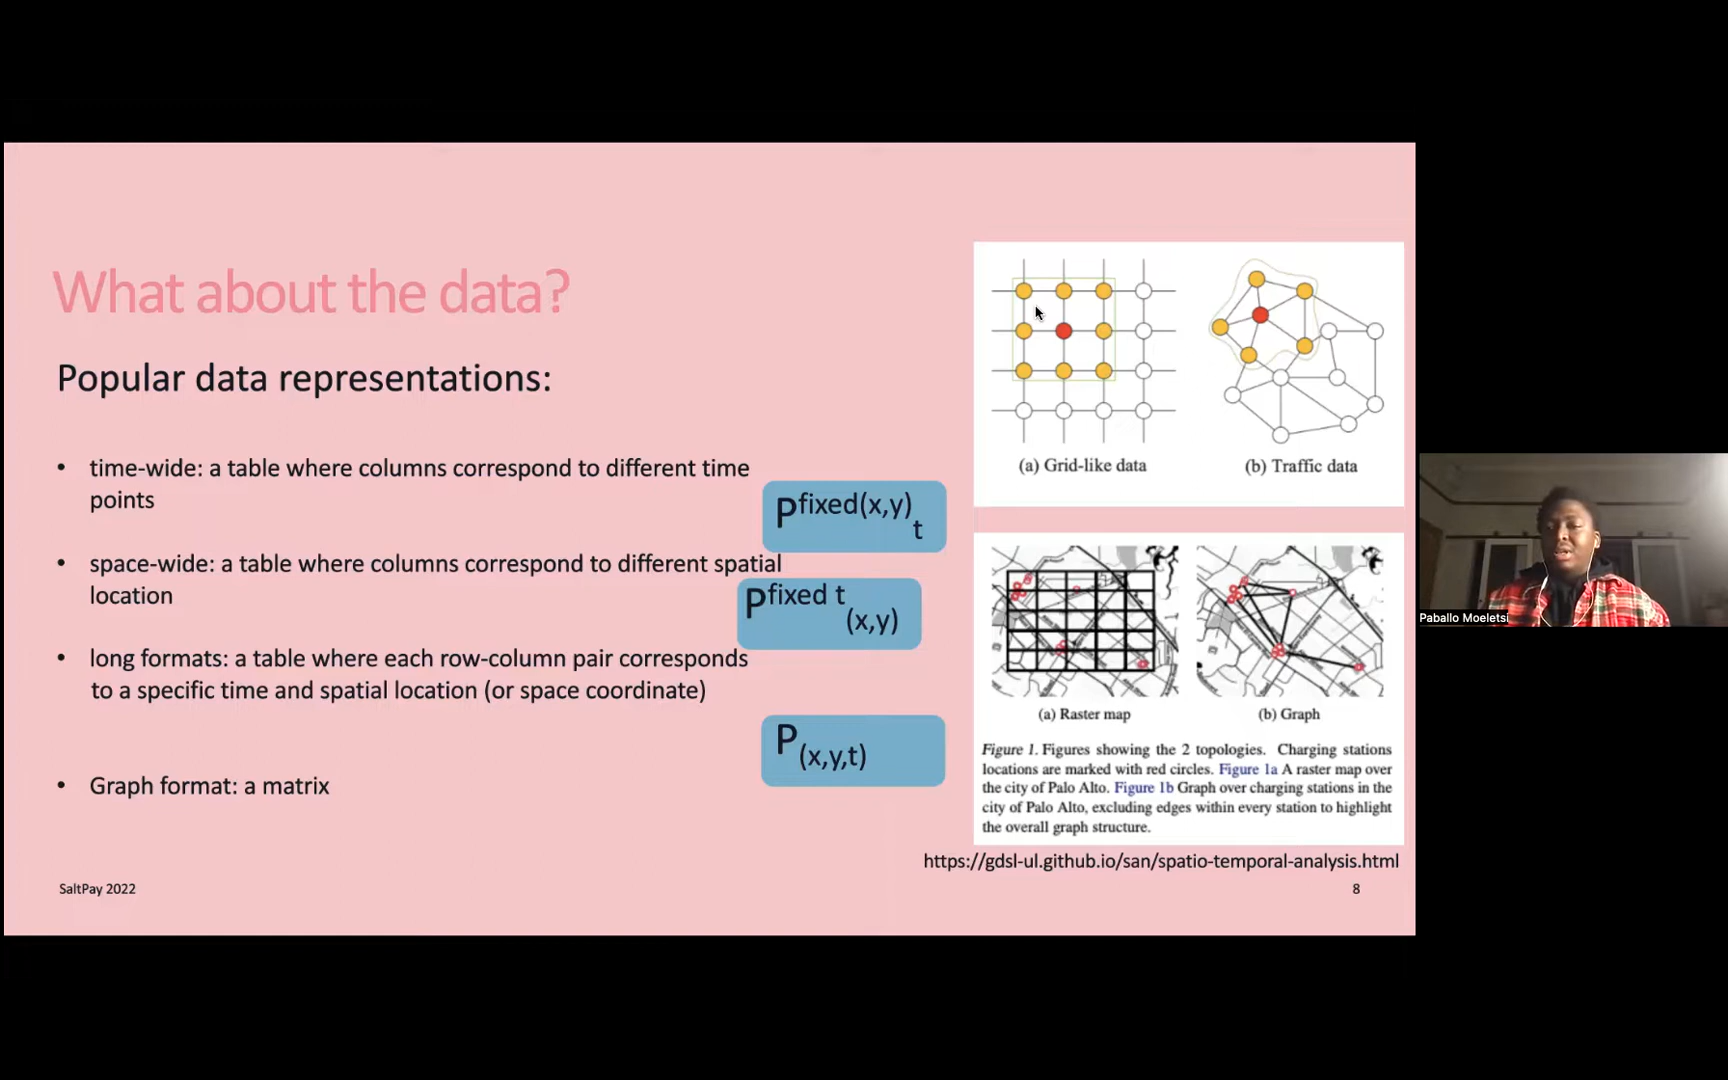 What about the data?
Popular data representations:
• time-wide: a table where columns correspond to different time
points
P fixed(x,y) t
• space-wide: a table where columns correspond to different spatial
location
P fixed t (x,y)
• long formats: a table where each row-column pair corresponds
to a specific time and spatial location (or space coordinate)
P (x,y,t)
• Graph format: a matrix
SaltPay 2022
(a) Grid-like data
(b) Traffic data
(a) Raster map
(b) Graph
Figure 1. Figures showing the 2 topologies. Charging stations
locations are marked with red circles. Figure 1a A raster map over
the city of Palo Alto. Figure 1b Graph over charging stations in the
city of Palo Alto, excluding edges within every station to highlight
the overall graph structure.
https://gdsl-ul.github.io/san/spatio-temporal-analysis.html
8
Paballo Moeletsi